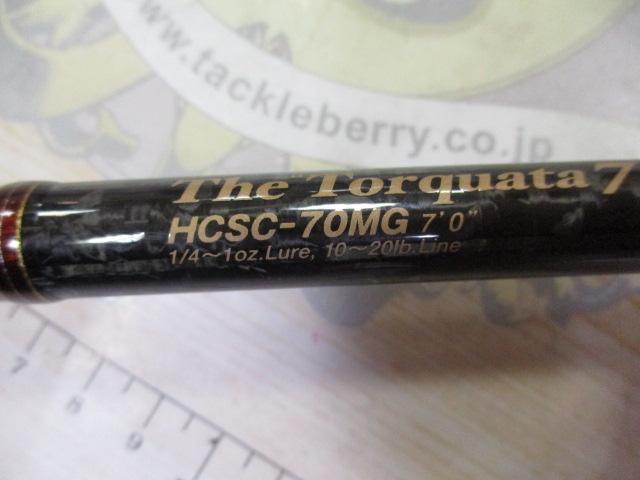 www.tackleberry.co.jp
The Torquata 7
HCSC-70MG 7'0"
1/4~1oz.Lure, 10~20lb.Line
7 8 9